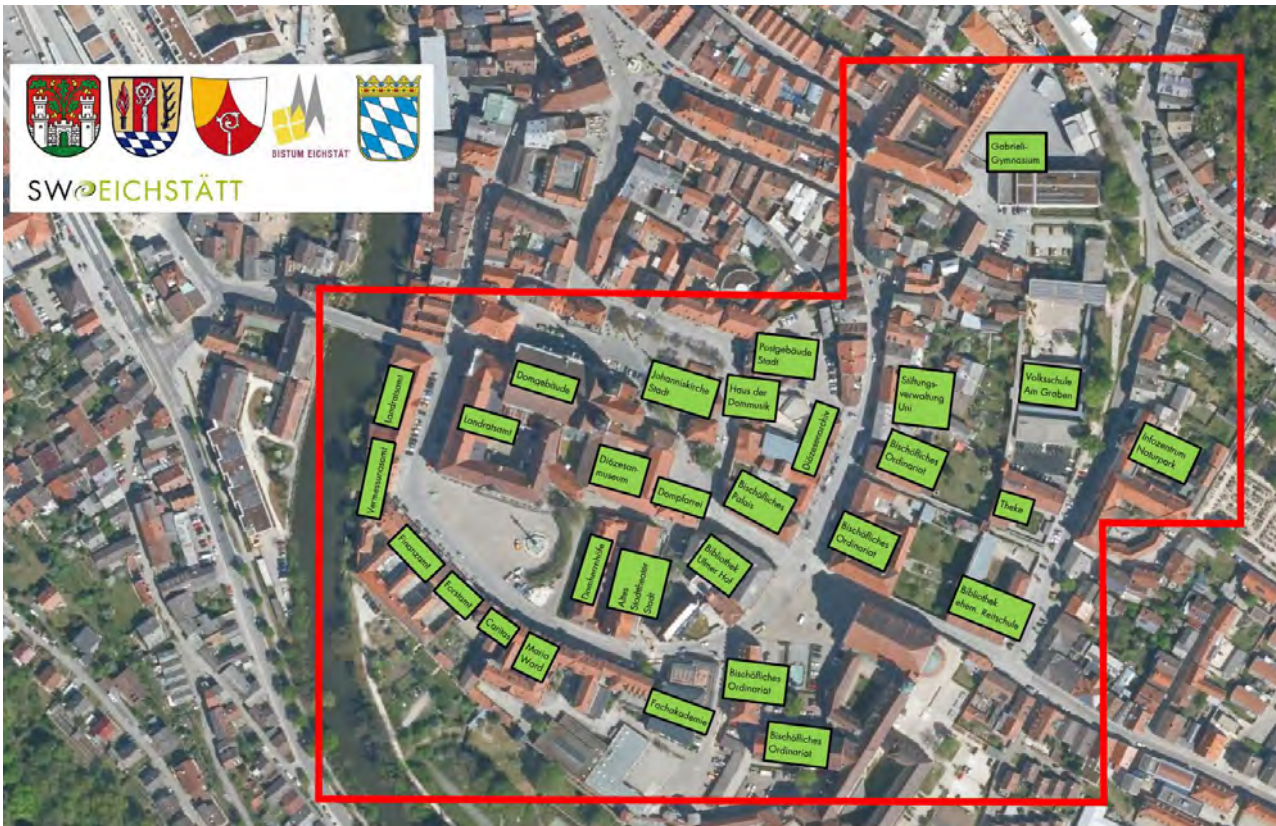 BISTUM EICHSTÄT
SW EICHSTÄTT
Gabrieli-
Gymnasium
Postgebäude
Stadt
Landratsamt
Domgebäude
Johanniskirche
Stadt
Haus der
Dommusik
Stiftungs-
verwaltung
Uni
Volksschule
Am Graben
Landratsamt
Diözesenarchiv
Infozentrum
Naturpark
Vermessungsamt
Diözesan-
museum
Dompfarrei
Bischöfliches
Palais
Bischöfliches
Ordinariat
Theke
Finanzamt
Forstamt
Caritas
Maria
Ward
Domherrnhöfe
Altes
Stadttheater
Stadt
Bibliothek
Ulmer Hof
Bischöfliches
Ordinariat
Bibliothek
ehem. Reitschule
Fachakademie
Bischöfliches
Ordinariat
Bischöfliches
Ordinariat